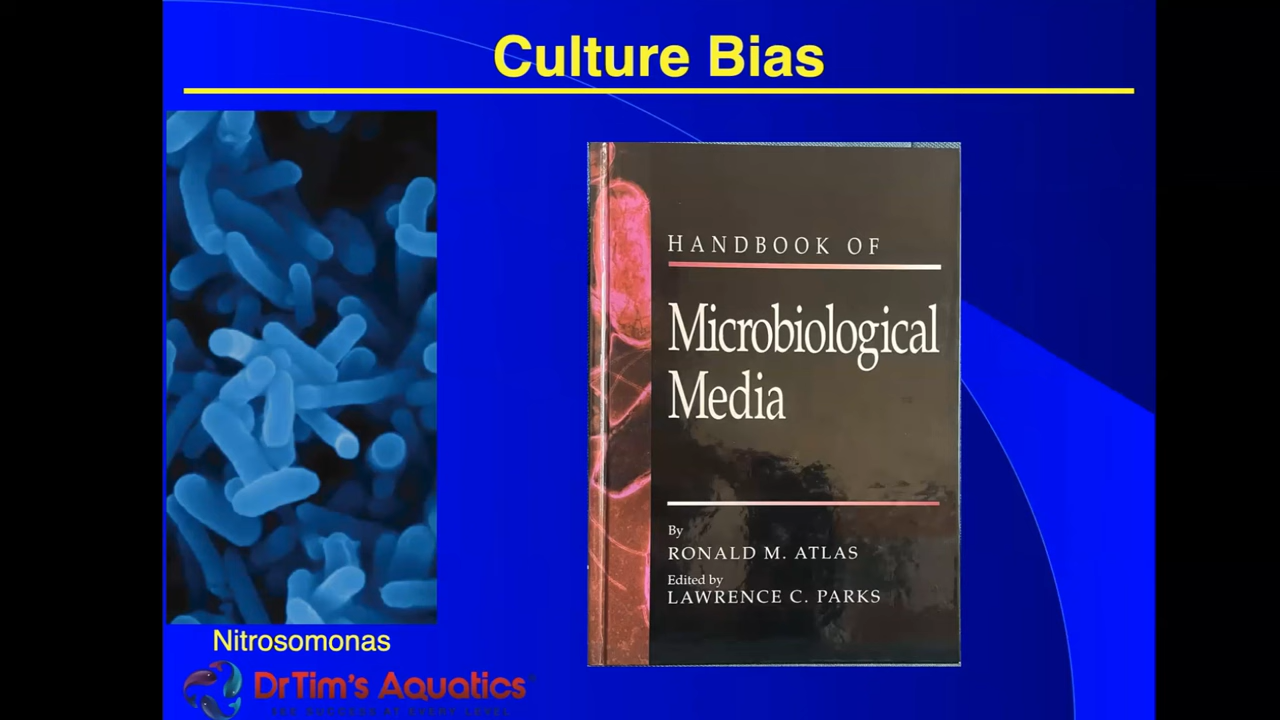 Culture Bias
HANDBOOK OF
Microbiological
Media
By
RONALD M. ATLAS
Edited by
LAWRENCE C. PARKS
Nitrosomonas
DrTim's Aquatics